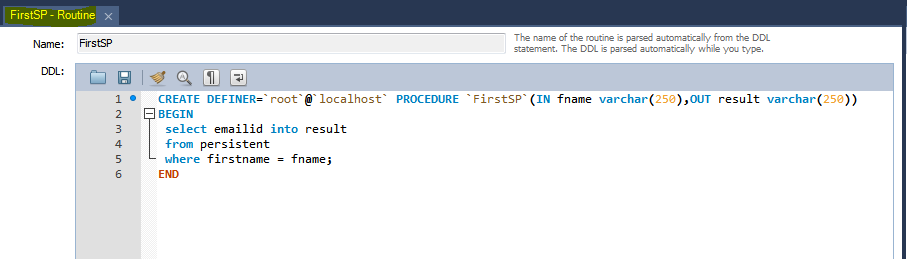 FirstSP - Routine ×
Name: FirstSP
The name of the routine is parsed automatically from the DDL
statement. The DDL is parsed automatically while you type.
DDL:
1 CREATE DEFINER=`root`@`localhost` PROCEDURE `FirstSP`(IN fname varchar(250),OUT result varchar(250))
2 BEGIN
3 select emailid into result
4 from persistent
5 where firstname = fname;
6 END